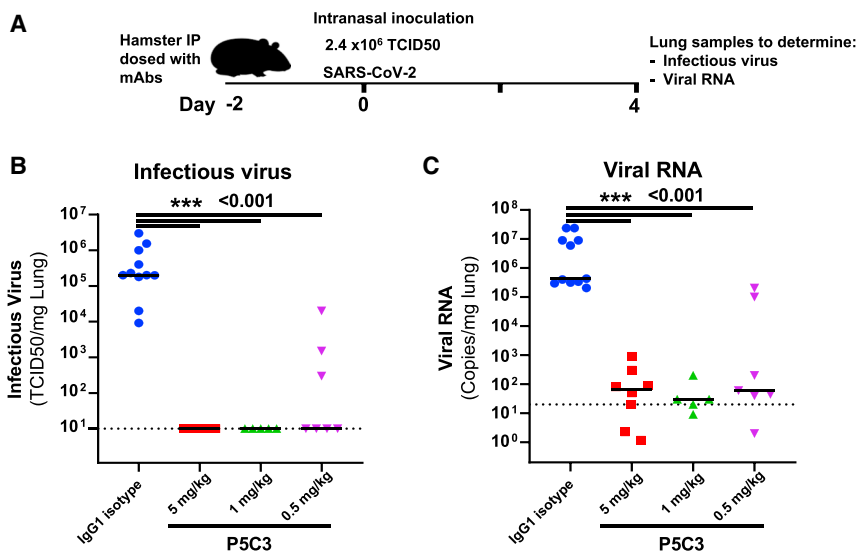 A
Hamster IP
dosed with
mAbs
Intranasal inoculation
2.4 x10⁶ TCID50
SARS-CoV-2
Lung samples to determine:
- Infectious virus
- Viral RNA
Day -2 0 4
B
Infectious virus
*** <0.001
Infectious Virus
(TCID50/mg Lung)
10⁷
10⁶
10⁵
10⁴
10³
10²
10¹
IgG1 isotype
5 mg/kg
1 mg/kg
0.5 mg/kg
P5C3
C
Viral RNA
*** <0.001
Viral RNA
(Copies/mg lung)
10⁸
10⁷
10⁶
10⁵
10⁴
10³
10²
10¹
10⁰
IgG1 isotype
5 mg/kg
1 mg/kg
0.5 mg/kg
P5C3